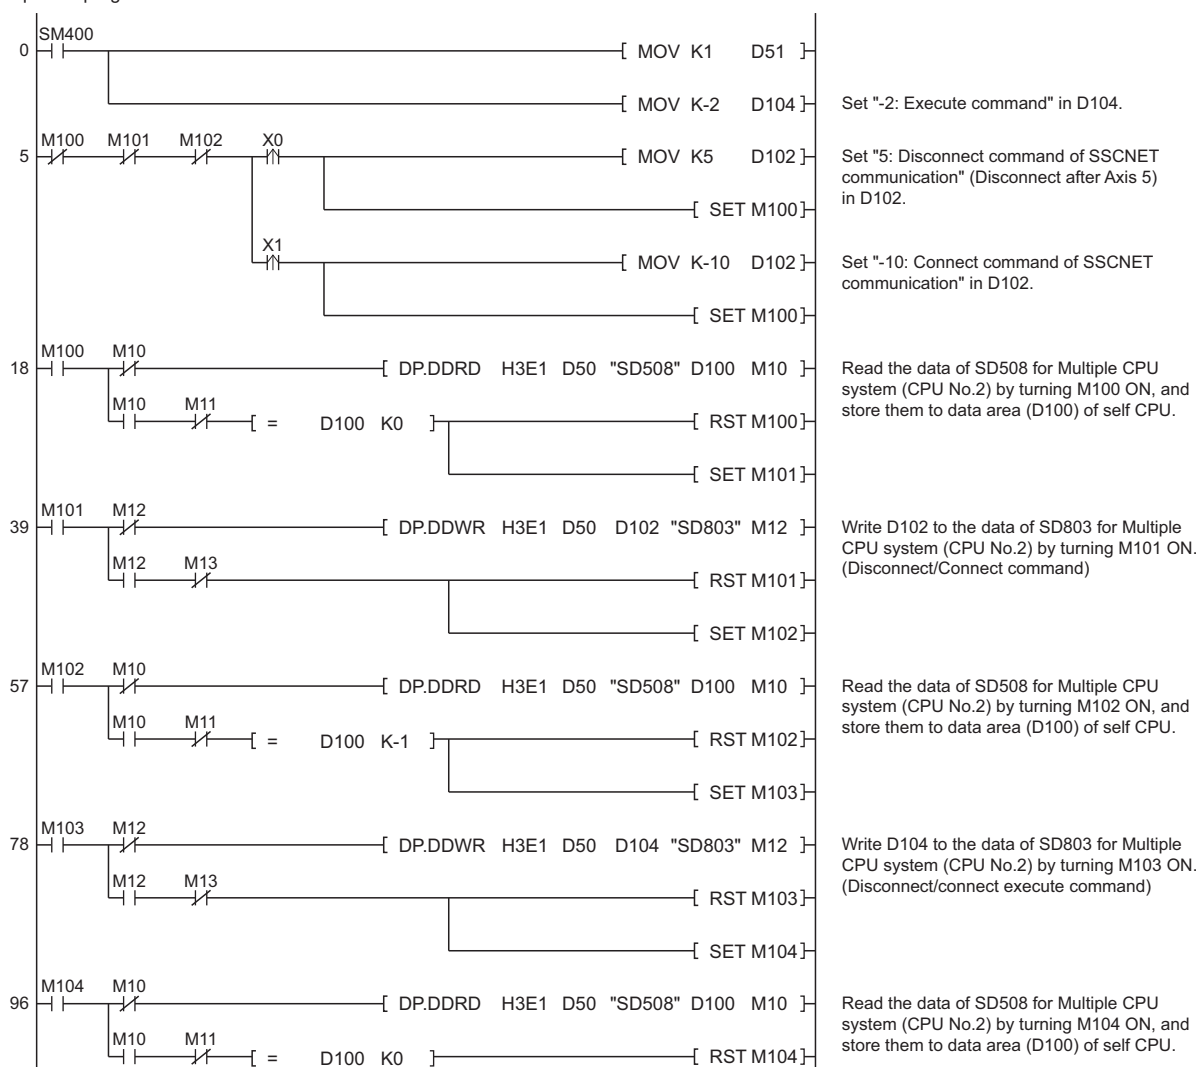 SM400
0 [ MOV K1 D51 ]
[ MOV K-2 D104 ] Set "-2: Execute command" in D104.
M100 M101 M102 X0
5 [ MOV K5 D102 ] Set "5: Disconnect command of SSCNET
communication" (Disconnect after Axis 5)
in D102.
[ SET M100 ]
X1
[ MOV K-10 D102 ] Set "-10: Connect command of SSCNET
communication" in D102.
[ SET M100 ]
M100 M10
18 [ DP.DDRD H3E1 D50 "SD508" D100 M10 ] Read the data of SD508 for Multiple CPU
system (CPU No.2) by turning M100 ON, and
store them to data area (D100) of self CPU.
M10 M11
[ = D100 K0 ] [ RST M100 ]
[ SET M101 ]
M101 M12
39 [ DP.DDWR H3E1 D50 D102 "SD803" M12 ] Write D102 to the data of SD803 for Multiple
CPU system (CPU No.2) by turning M101 ON.
(Disconnect/Connect command)
M12 M13
[ RST M101 ]
[ SET M102 ]
M102 M10
57 [ DP.DDRD H3E1 D50 "SD508" D100 M10 ] Read the data of SD508 for Multiple CPU
system (CPU No.2) by turning M102 ON, and
store them to data area (D100) of self CPU.
M10 M11
[ = D100 K-1 ] [ RST M102 ]
[ SET M103 ]
M103 M12
78 [ DP.DDWR H3E1 D50 D104 "SD803" M12 ] Write D104 to the data of SD803 for Multiple
CPU system (CPU No.2) by turning M103 ON.
(Disconnect/connect execute command)
M12 M13
[ RST M103 ]
[ SET M104 ]
M104 M10
96 [ DP.DDRD H3E1 D50 "SD508" D100 M10 ] Read the data of SD508 for Multiple CPU
system (CPU No.2) by turning M104 ON, and
store them to data area (D100) of self CPU.
M10 M11
[ = D100 K0 ] [ RST M104 ]